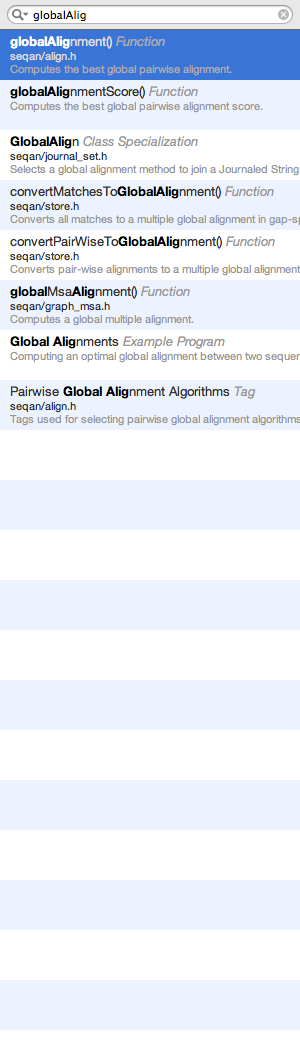 globalAlig
globalAlignment() Function
seqan/align.h
Computes the best global pairwise alignment.
globalAlignmentScore() Function
Computes the best global pairwise alignment score.
GlobalAlign Class Specialization
seqan/journal_set.h
Selects a global alignment method to join a Journaled String
convertMatchesToGlobalAlignment() Function
seqan/store.h
Converts all matches to a multiple global alignment in gap-sp
convertPairWiseToGlobalAlignment() Function
seqan/store.h
Converts pair-wise alignments to a multiple global alignment
globalMsaAlignment() Function
seqan/graph_msa.h
Computes a global multiple alignment.
Global Alignments Example Program
Computing an optimal global alignment between two sequen
Pairwise Global Alignment Algorithms Tag
seqan/align.h
Tags used for selecting pairwise global alignment algorithms